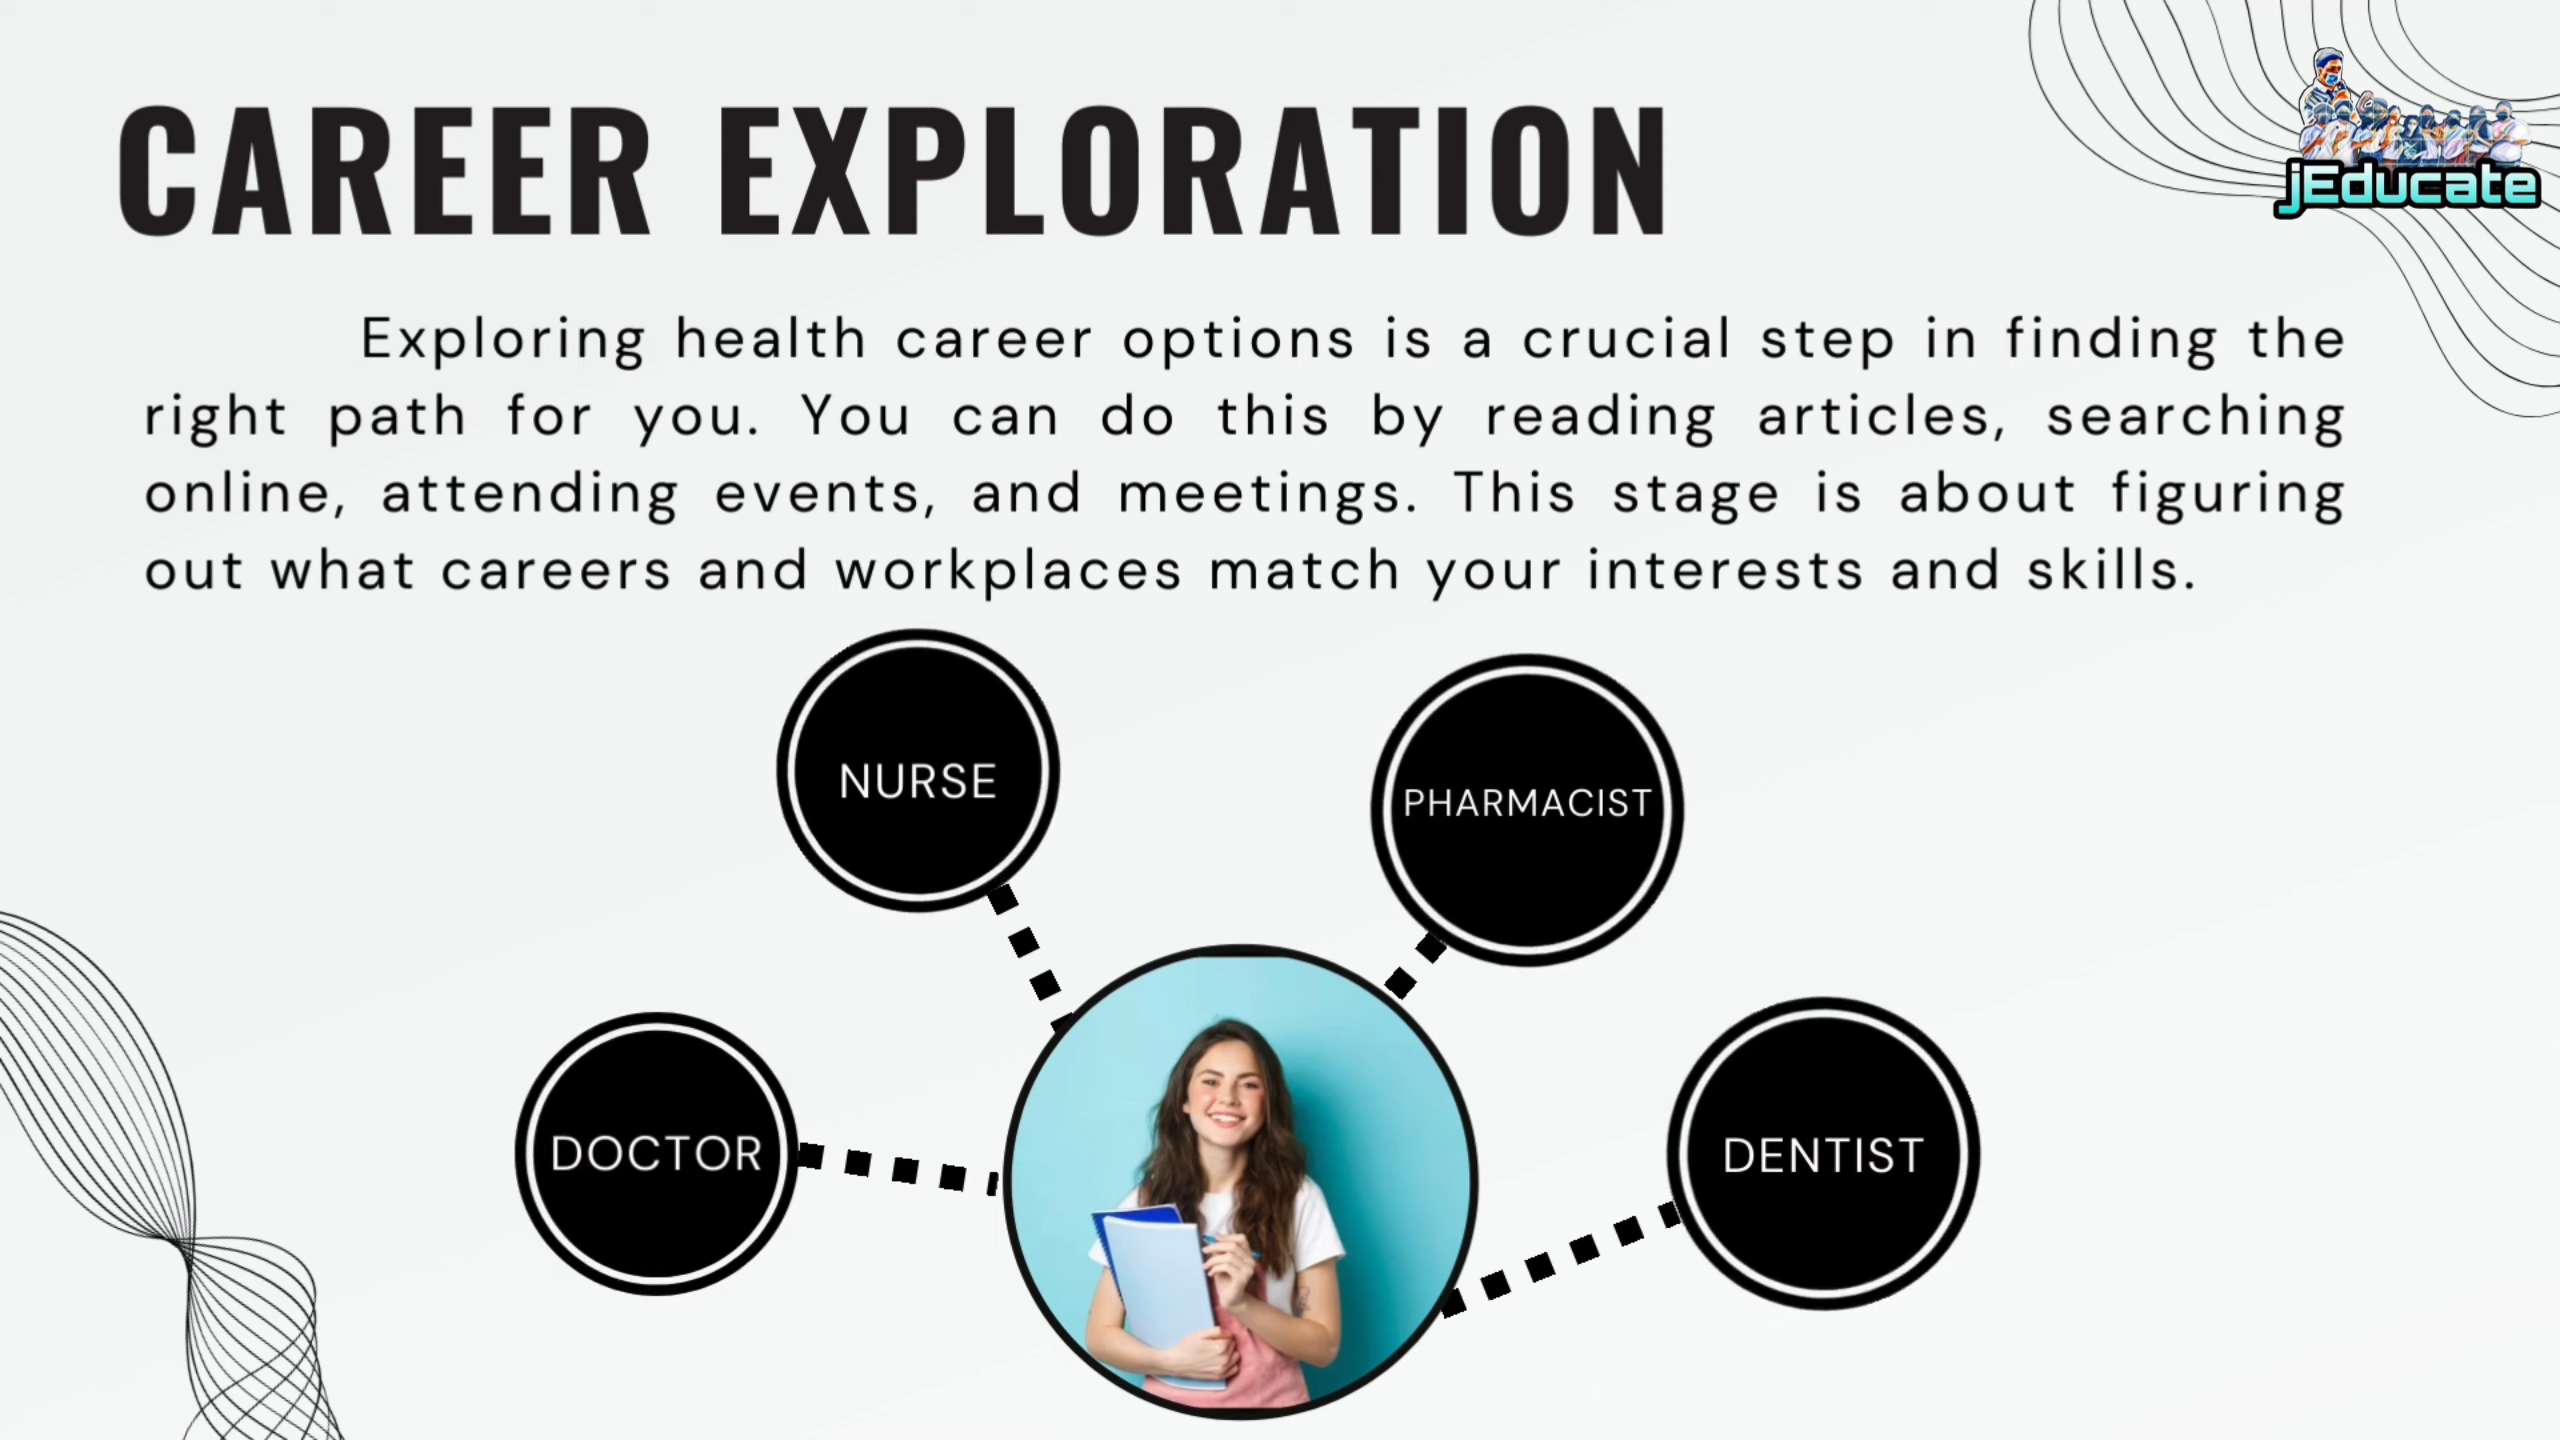 CAREER EXPLORATION
jEducate
Exploring health career options is a crucial step in finding the
right path for you. You can do this by reading articles, searching
online, attending events, and meetings. This stage is about figuring
out what careers and workplaces match your interests and skills.
NURSE
PHARMACIST
DOCTOR
DENTIST